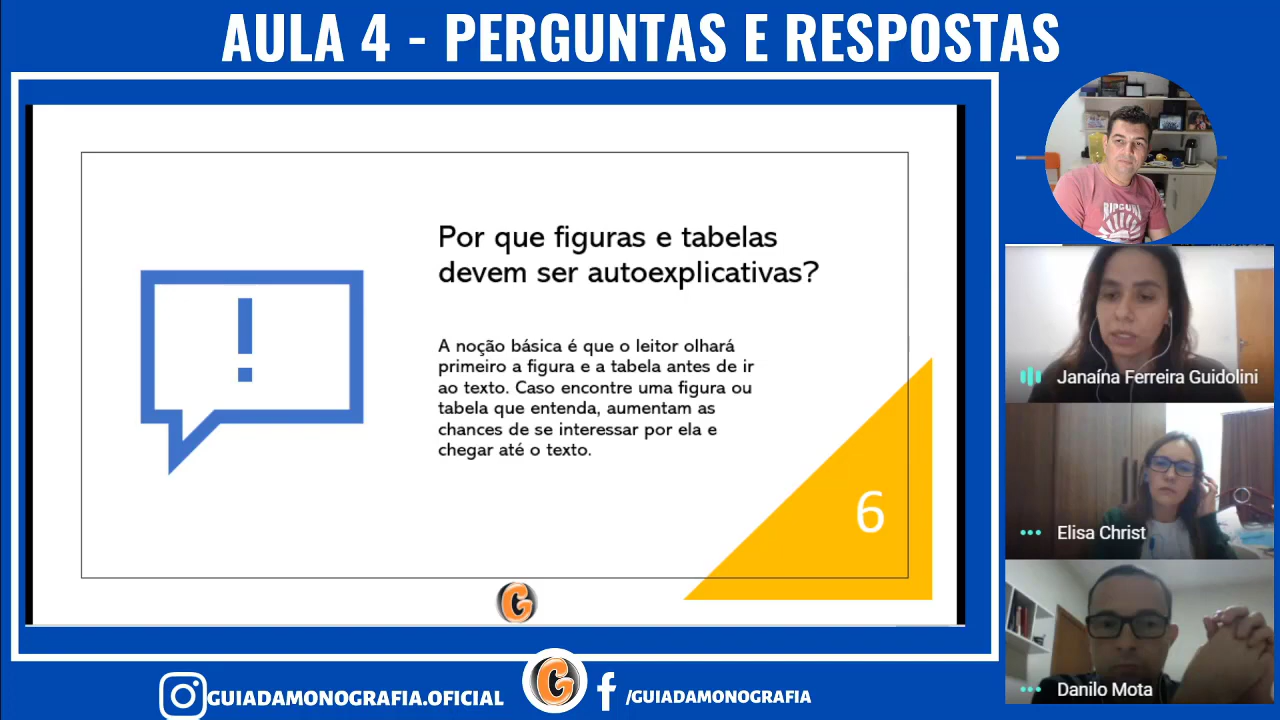 AULA 4 - PERGUNTAS E RESPOSTAS
Por que figuras e tabelas
devem ser autoexplicativas?
A noção básica é que o leitor olhará
primeiro a figura e a tabela antes de ir
ao texto. Caso encontre uma figura ou
tabela que entenda, aumentam as
chances de se interessar por ela e
chegar até o texto.
6
RIP CURL
Janaína Ferreira Guidolini
Elisa Christ
Danilo Mota
G
GUIADAMONOGRAFIA.OFICIAL
G
/GUIADAMONOGRAFIA